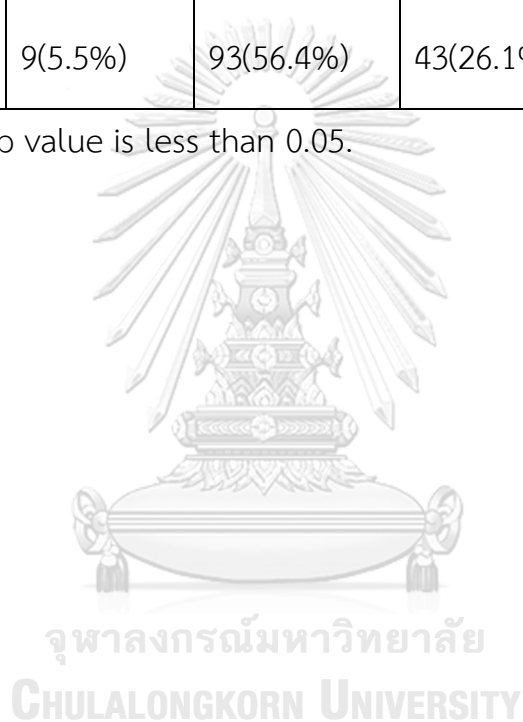 9(5.5%) 93(56.4%) 43(26.1
value is less than 0.05.
จุฬาลงกรณ์มหาวิทยาลัย
CHULALONGKORN UNIVERSITY